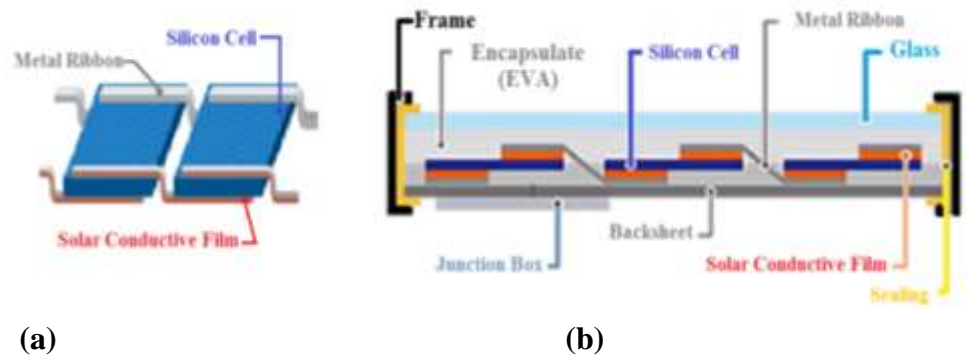 Silicon Cell
Metal Ribbon
Solar Conductive Film
(a)
Frame
Encapsulate
(EVA)
Silicon Cell
Metal Ribbon
Glass
Backsheet
Junction Box
Solar Conductive Film
Sealing
(b)